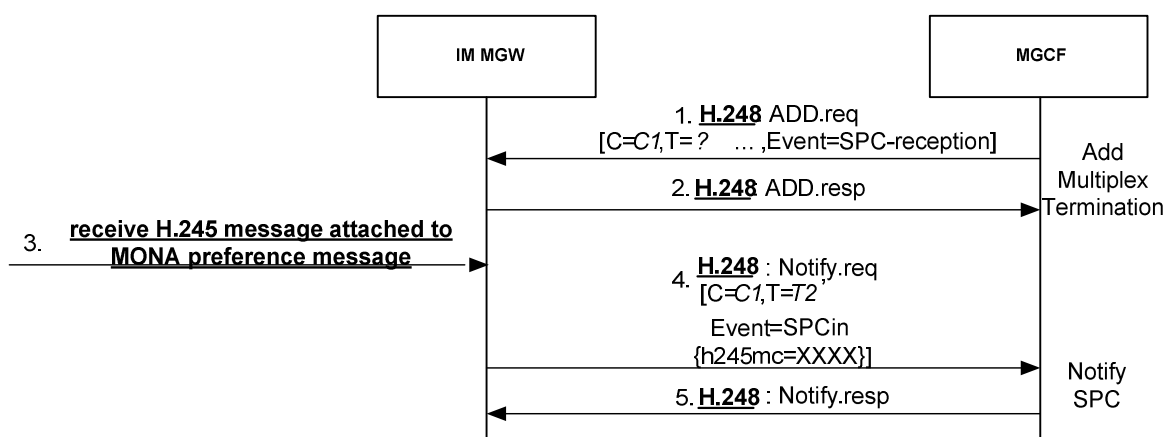 IM MGW
MGCF
1. H.248: ADD.req
[C=C1,T= ? ... ,Event=SPC-reception]
Add
Multiplex
Termination
2. H.248: ADD.resp
3. receive H.245 message attached to
MONA preference message
4. H.248 : Notify.req
[C=C1,T=T2 ,
Event=SPCin
{h245mc=XXXX}]
Notify
SPC
5. H.248 : Notify.resp